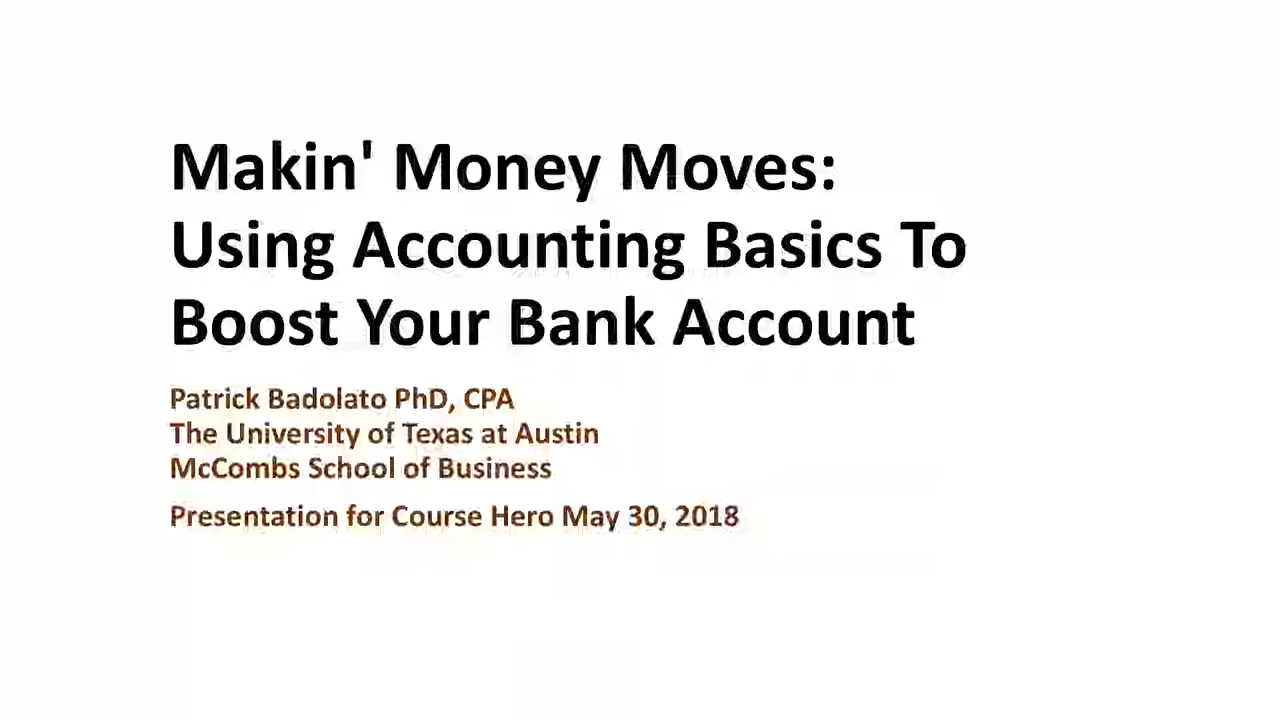 Makin' Money Moves:
Using Accounting Basics To
Boost Your Bank Account
Patrick Badolato PhD, CPA
The University of Texas at Austin
McCombs School of Business
Presentation for Course Hero May 30, 2018